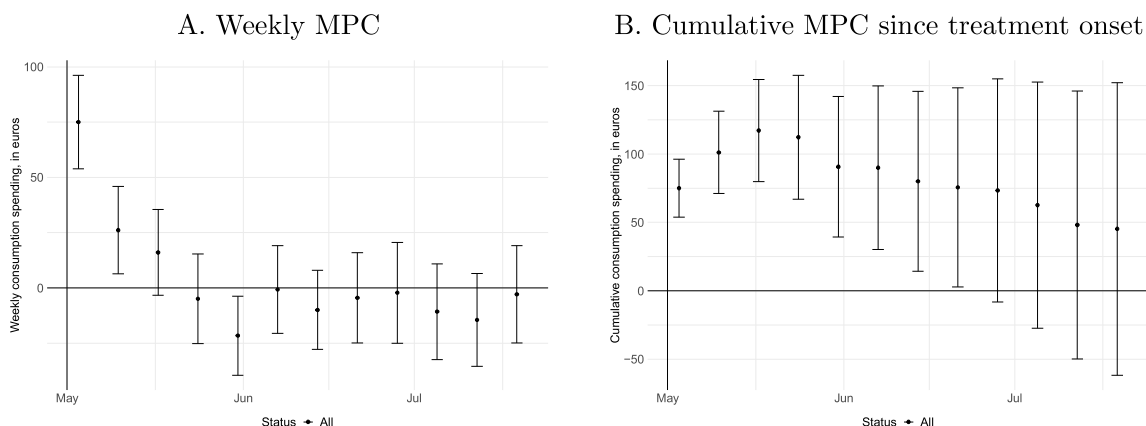 A. Weekly MPC
Weekly consumption spending, in euros
100
50
0
May
Jun
Jul
Status All
B. Cumulative MPC since treatment onset
Cumulative consumption spending, in euros
150
100
50
0
−50
May
Jun
Jul
Status All